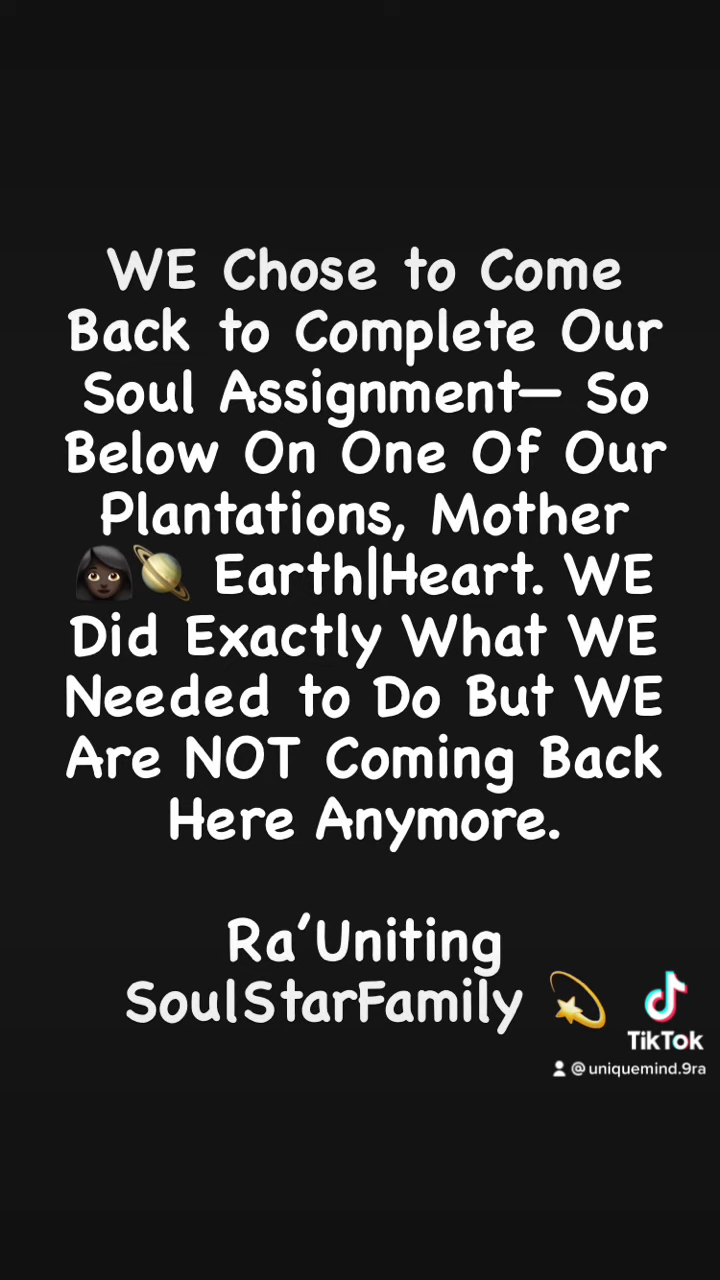 WE Chose to Come
Back to Complete Our
Soul Assignment— So
Below On One Of Our
Plantations, Mother
👩🏿🪐 Earth|Heart. WE
Did Exactly What WE
Needed to Do But WE
Are NOT Coming Back
Here Anymore.
Ra’Uniting
SoulStarFamily 💫
TikTok
@uniquemind.9ra